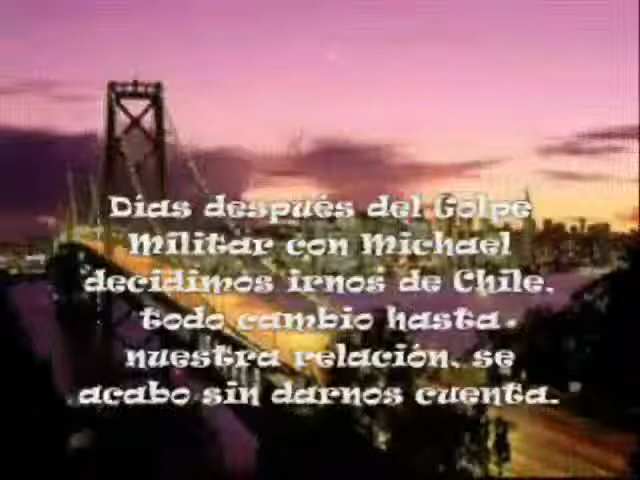 Dias después del Golpe
Militar con Michael
decidimos irnos de Chile,
todo cambio hasta
nuestra relación, se
acabo sin darnos cuenta.